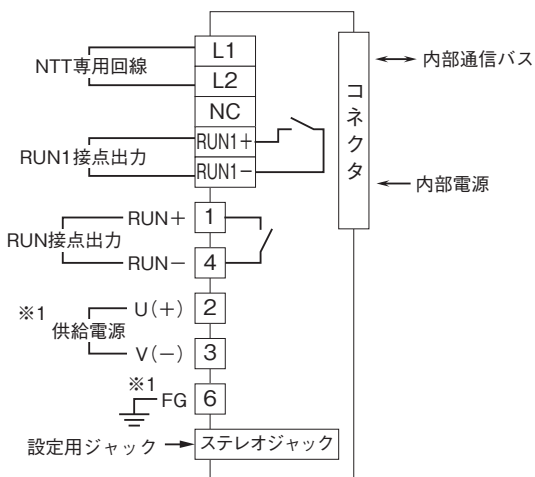 L1
NTT専用回線
L2
NC
RUN1+
RUN1接点出力
RUN1−
コネクタ
内部通信バス
内部電源
RUN+ 1
RUN接点出力
RUN− 4
※1 供給電源
U(+) 2
V(−) 3
※1
FG 6
設定用ジャック
ステレオジャック